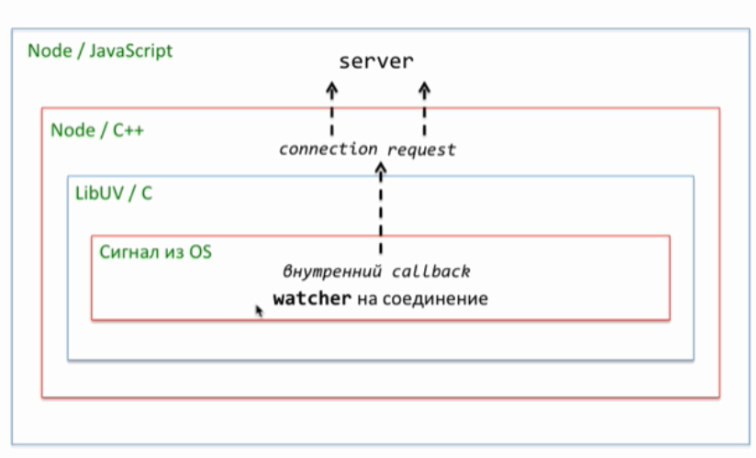 Node / JavaScript
server
Node / C++
connection request
LibUV / C
Сигнал из OS
внутренний callback
watcher на соединение